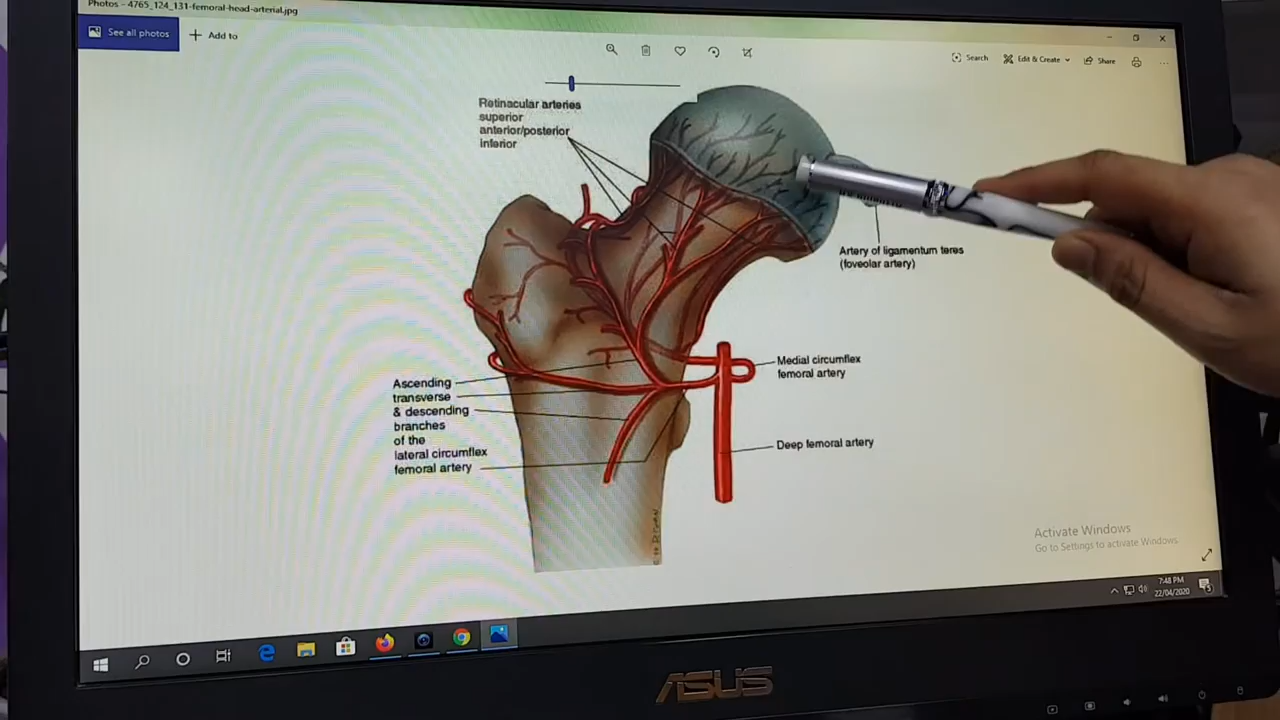 Photos - 4765_124_131-femoral-head-arterial.jpg
See all photos
Add to
Search
Edit & Create
Share
Retinacular arteries
superior
anterior/posterior
inferior
Artery of ligamentum teres
(foveolar artery)
Medial circumflex
femoral artery
Ascending
transverse
& descending
branches
of the
lateral circumflex
femoral artery
Deep femoral artery
Activate Windows
Go to Settings to activate Windows.
7:48 PM
22/04/2020
ASUS